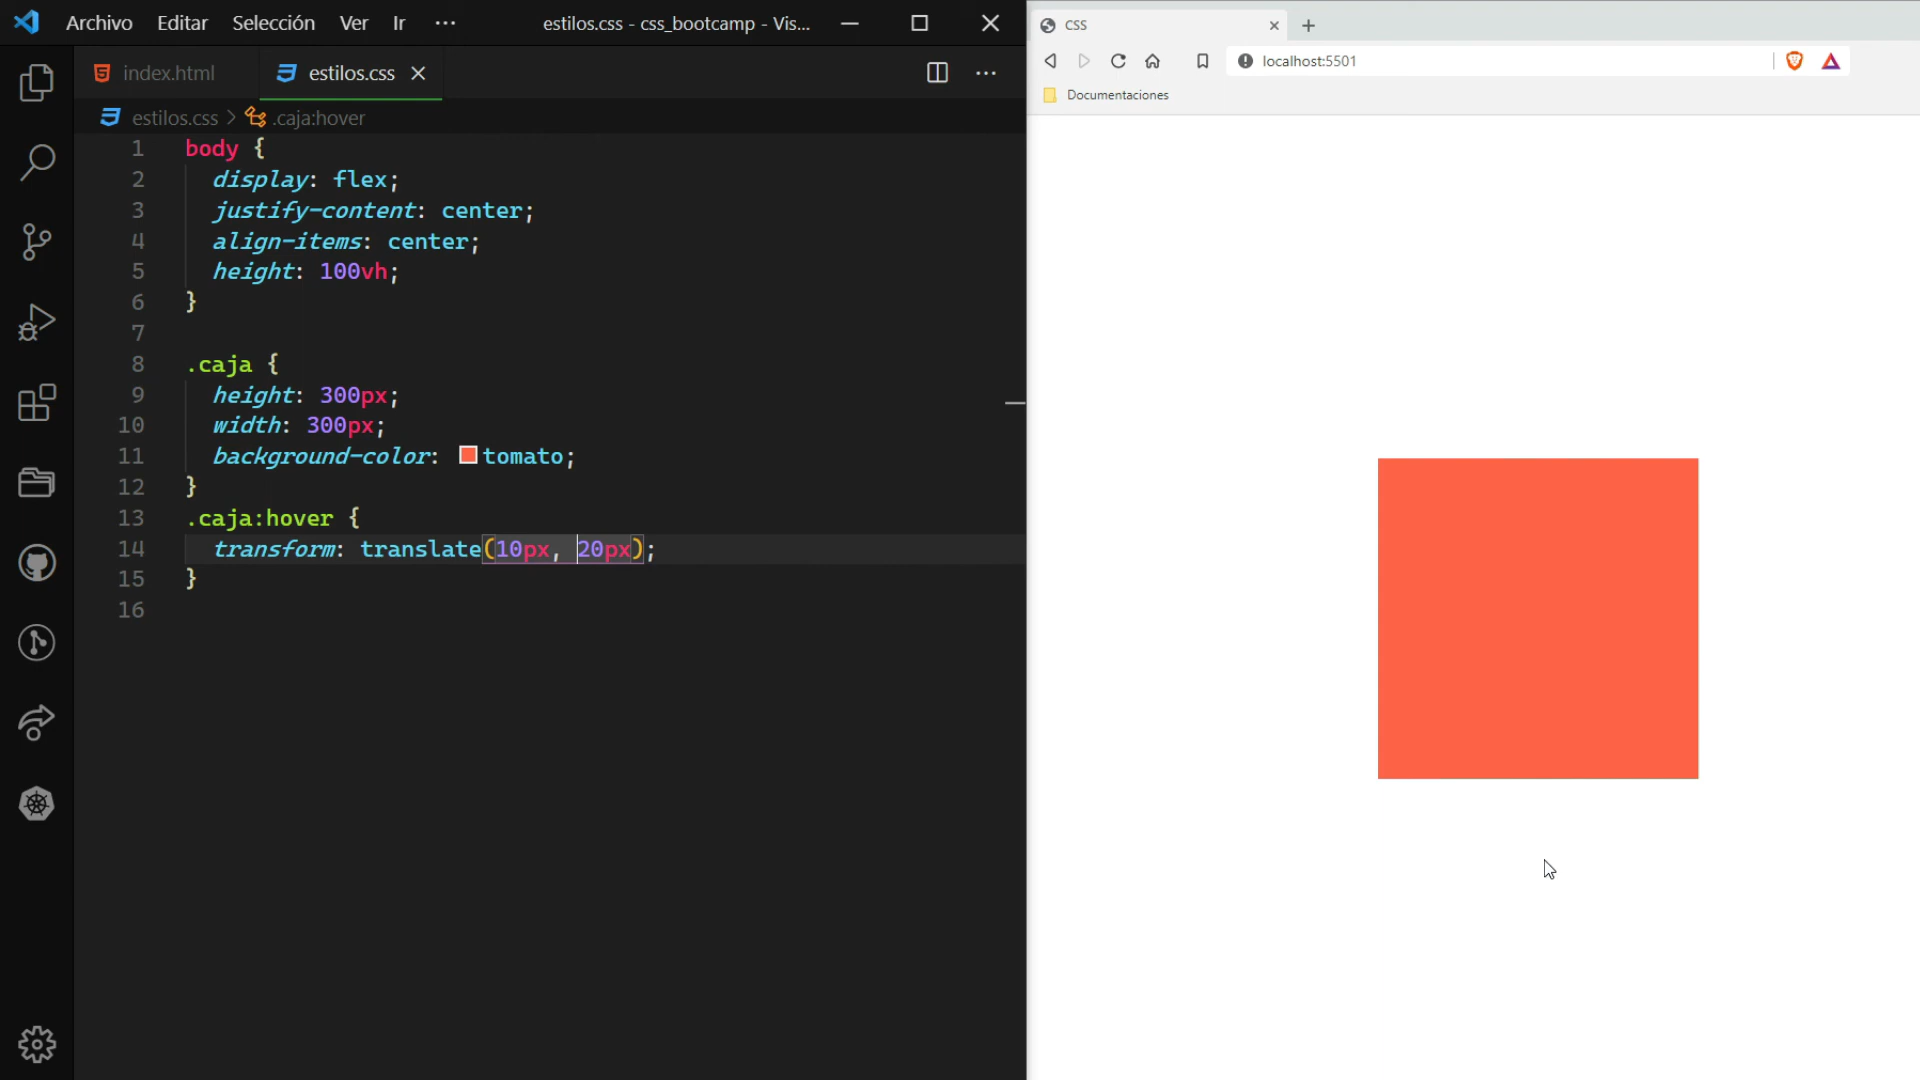 Archivo Editar Selección Ver Ir ··· estilos.css - css_bootcamp - Vis...
index.html estilos.css
estilos.css > .caja:hover
1 body {
2 display: flex;
3 justify-content: center;
4 align-items: center;
5 height: 100vh;
6 }
7
8 .caja {
9 height: 300px;
10 width: 300px;
11 background-color: tomato;
12 }
13 .caja:hover {
14 transform: translate(10px, 20px);
15 }
16
CSS
localhost:5501
Documentaciones